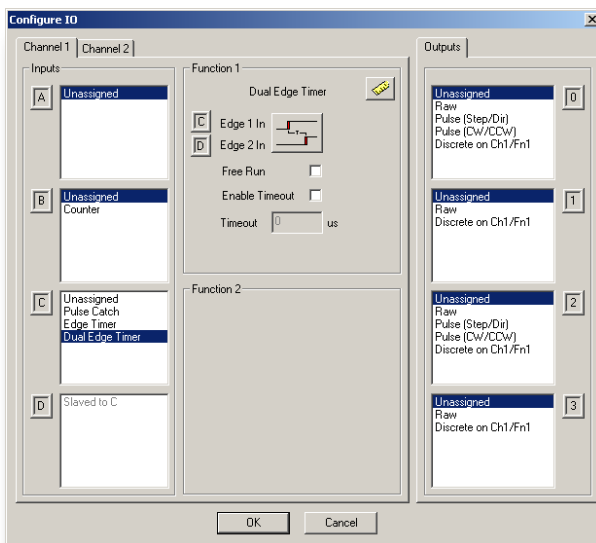 Configure IO
Channel 1
Channel 2
Inputs
A
Unassigned
B
Unassigned
Counter
C
Unassigned
Pulse Catch
Edge Timer
Dual Edge Timer
D
Slaved to C
Function 1
Dual Edge Timer
C
Edge 1 In
D
Edge 2 In
T
Free Run
Enable Timeout
Timeout
0
us
Function 2
Outputs
Unassigned
Raw
Pulse (Step/Dir)
Pulse (CW/CCW)
Discrete on Ch1/Fn1
0
Unassigned
Raw
Discrete on Ch1/Fn1
1
Unassigned
Raw
Pulse (Step/Dir)
Pulse (CW/CCW)
Discrete on Ch1/Fn1
2
Unassigned
Raw
Discrete on Ch1/Fn1
3
OK
Cancel